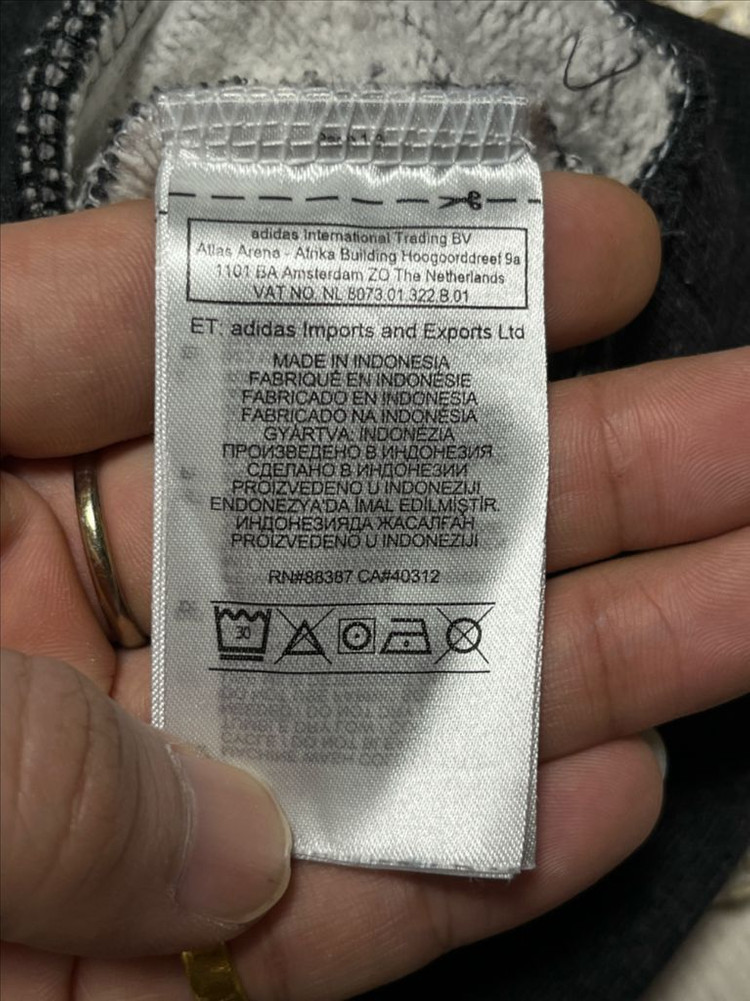 adidas International Trading BV
Atlas Arena - Afrika Building Hoogoorddreef 9a
1101 BA Amsterdam ZO The Netherlands
VAT NO. NL 8073.01.322.B.01
ET: adidas Imports and Exports Ltd
MADE IN INDONESIA
FABRIQUÉ EN INDONÉSIE
FABRICADO EN INDONESIA
FABRICADO NA INDONÉSIA
GYÁRTVA: INDONÉZIA
ПРОИЗВЕДЕНО В ИНДОНЕЗИЯ
СДЕЛАНО В ИНДОНЕЗИИ
PROIZVEDENO U INDONEZIJI
ENDONEZYA'DA İMAL EDİLMİŞTİR.
ИНДОНЕЗИЯДА ЖАСАЛҒАН
PROIZVEDENO U INDONEZIJI
RN#88387 CA#40312
30